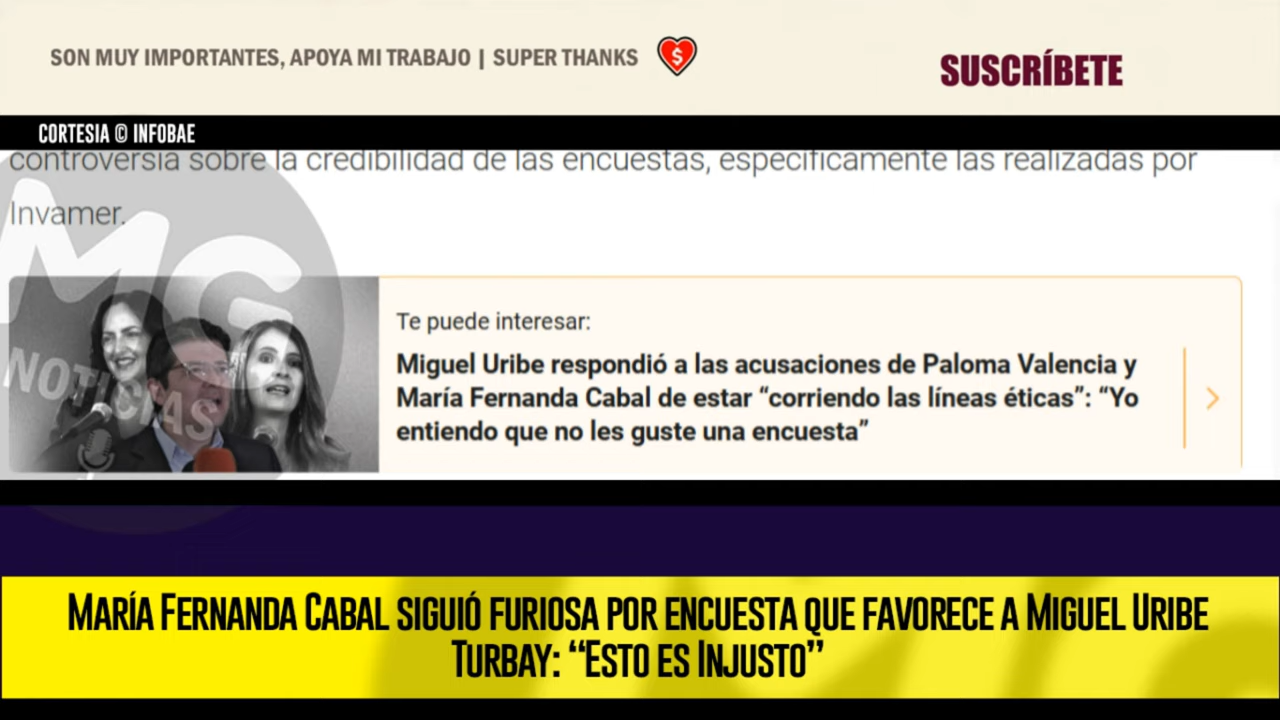 SON MUY IMPORTANTES, APOYA MI TRABAJO | SUPER THANKS
$
SUSCRÍBETE
CORTESIA © INFOBAE
controversia sobre la credibilidad de las encuestas, específicamente las realizadas por
Invamer.
MG
NOTICIAS
Te puede interesar:
Miguel Uribe respondió a las acusaciones de Paloma Valencia y
María Fernanda Cabal de estar “corriendo las líneas éticas”: “Yo
entiendo que no les guste una encuesta”
MARÍA FERNANDA CABAL SIGUIÓ FURIOSA POR ENCUESTA QUE FAVORECE A MIGUEL URIBE
TURBAY: “ESTO ES INJUSTO”